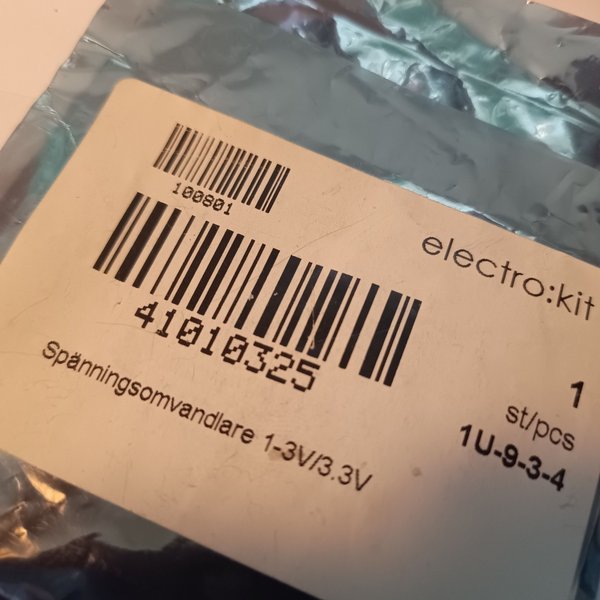 100801
electro:kit
41010325
Spänningsomvandlare 1-3V/3.3V
1
st/pcs
1U-9-3-4